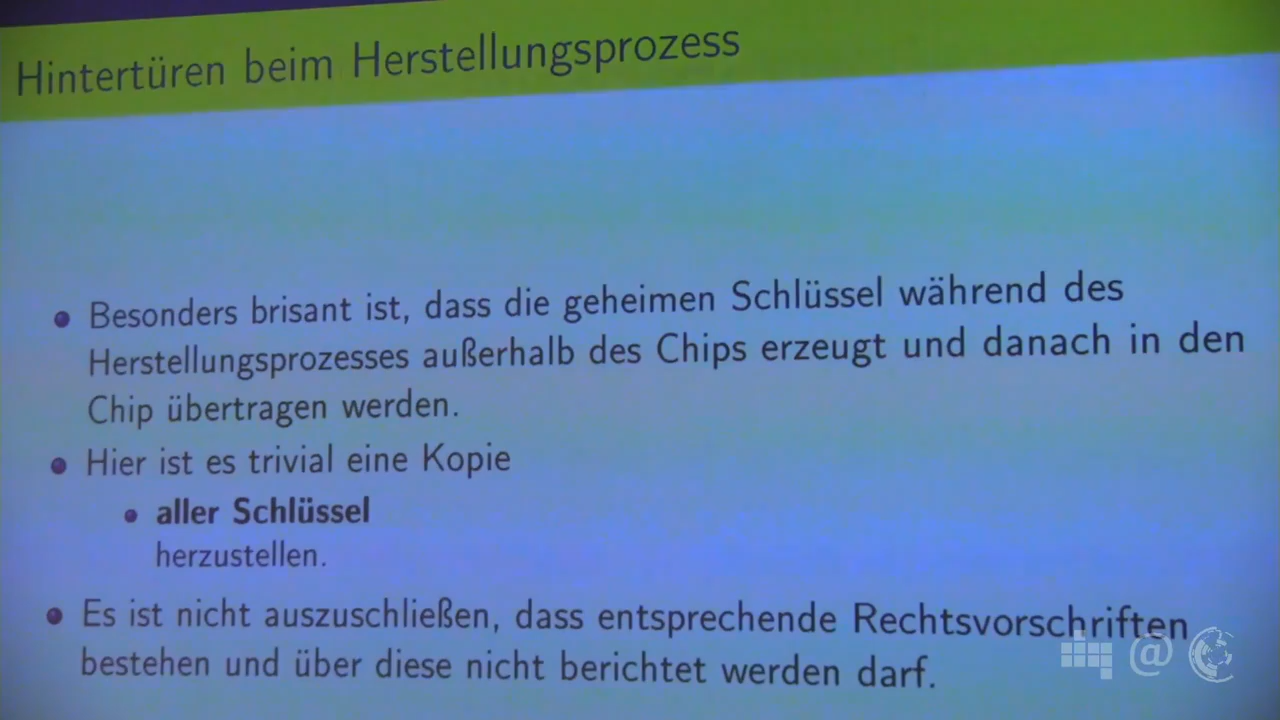 Hintertüren beim Herstellungsprozess
Besonders brisant ist, dass die geheimen Schlüssel während des
Herstellungsprozesses außerhalb des Chips erzeugt und danach in den
Chip übertragen werden.
Hier ist es trivial eine Kopie
aller Schlüssel
herzustellen.
Es ist nicht auszuschließen, dass entsprechende Rechtsvorschriften
bestehen und über diese nicht berichtet werden darf.
@